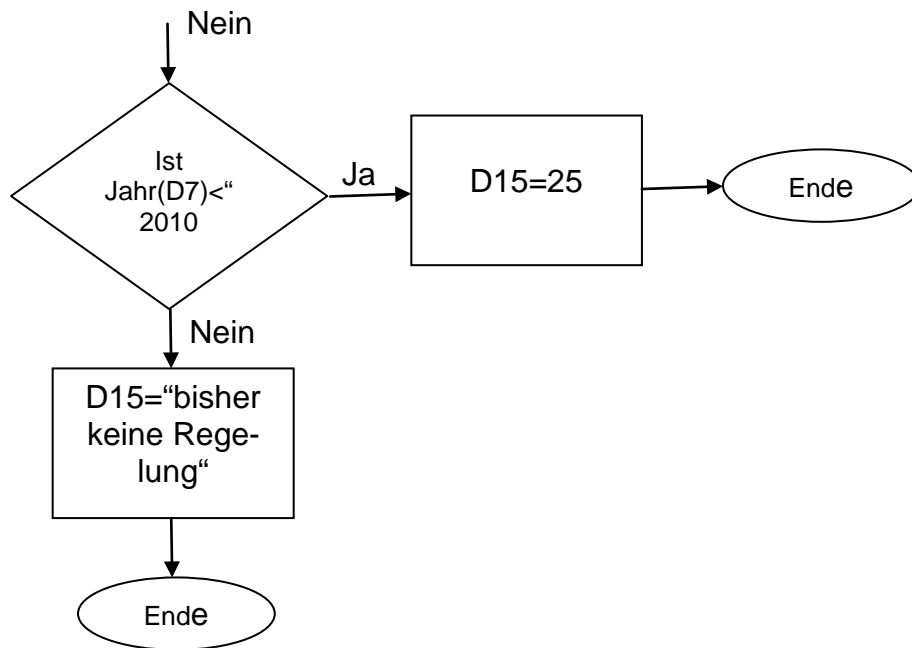 Nein
Ist
Jahr(D7)<“
2010
Ja
D15=25
Ende
Nein
D15=“bisher
keine Rege-
lung“
Ende